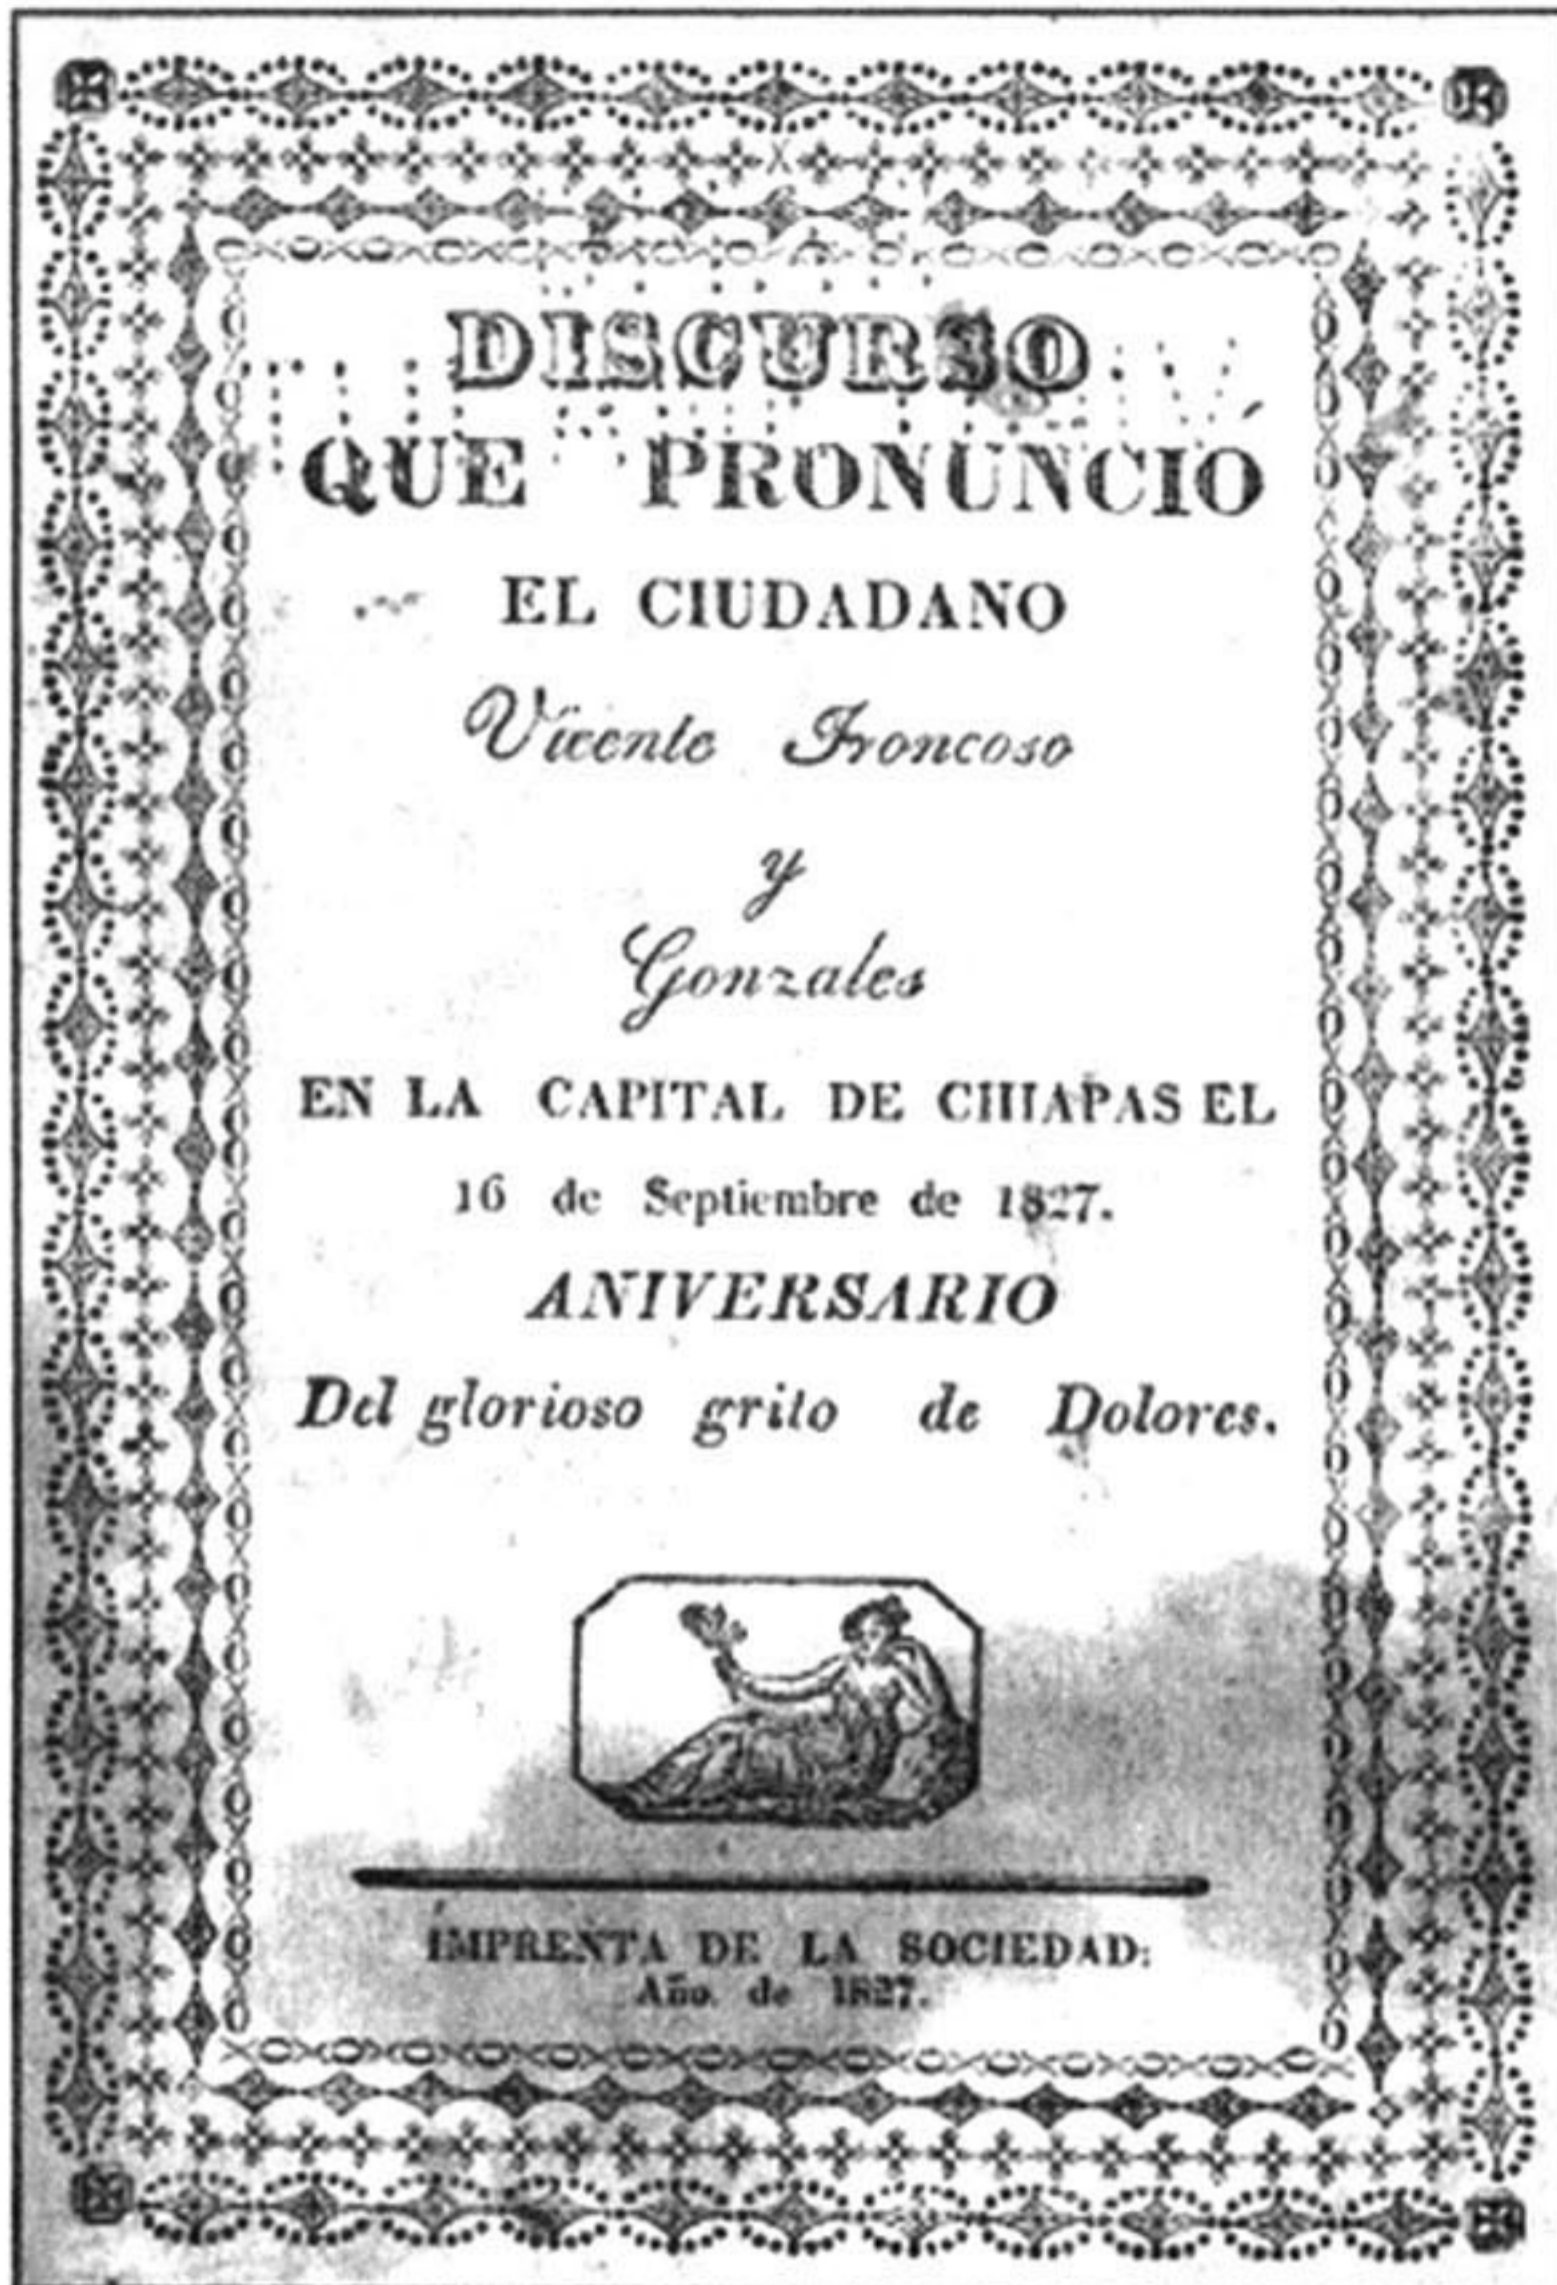 DISCURSO
QUE PRONUNCIÓ
EL CIUDADANO
Vicente Troncoso
y
Gonzales
EN LA CAPITAL DE CHIAPAS EL
16 de Septiembre de 1827.
ANIVERSARIO
Del glorioso grito de Dolores.
IMPRENTA DE LA SOCIEDAD:
Año. de 1827.